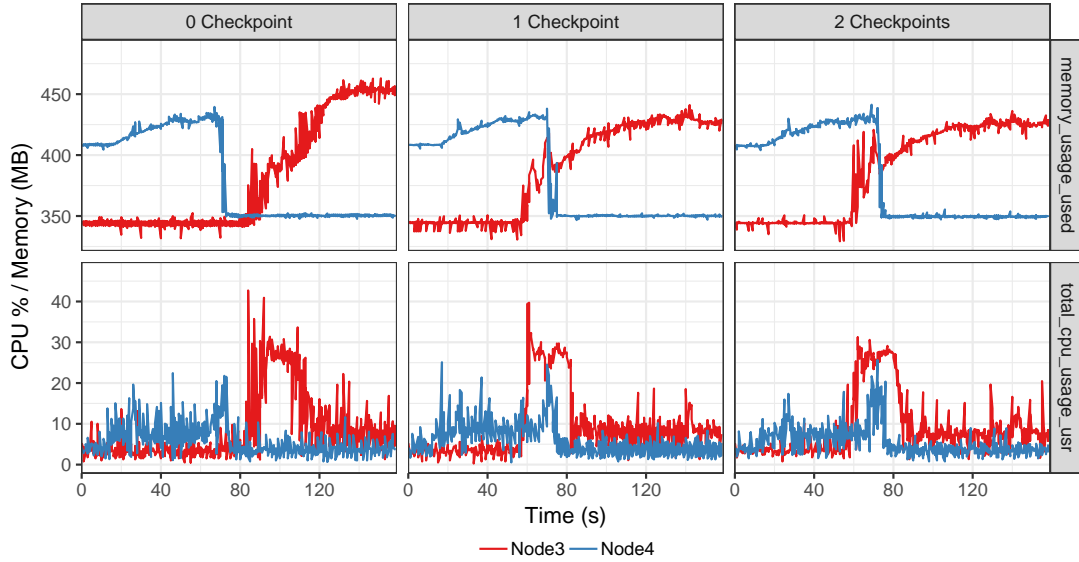 0 Checkpoint
1 Checkpoint
2 Checkpoints
CPU % / Memory (MB)
450
400
350
memory_usage_used
40
30
20
10
0
total_cpu_usage_usr
0 40 80 120
0 40 80 120
0 40 80 120
Time (s)
Node3 Node4